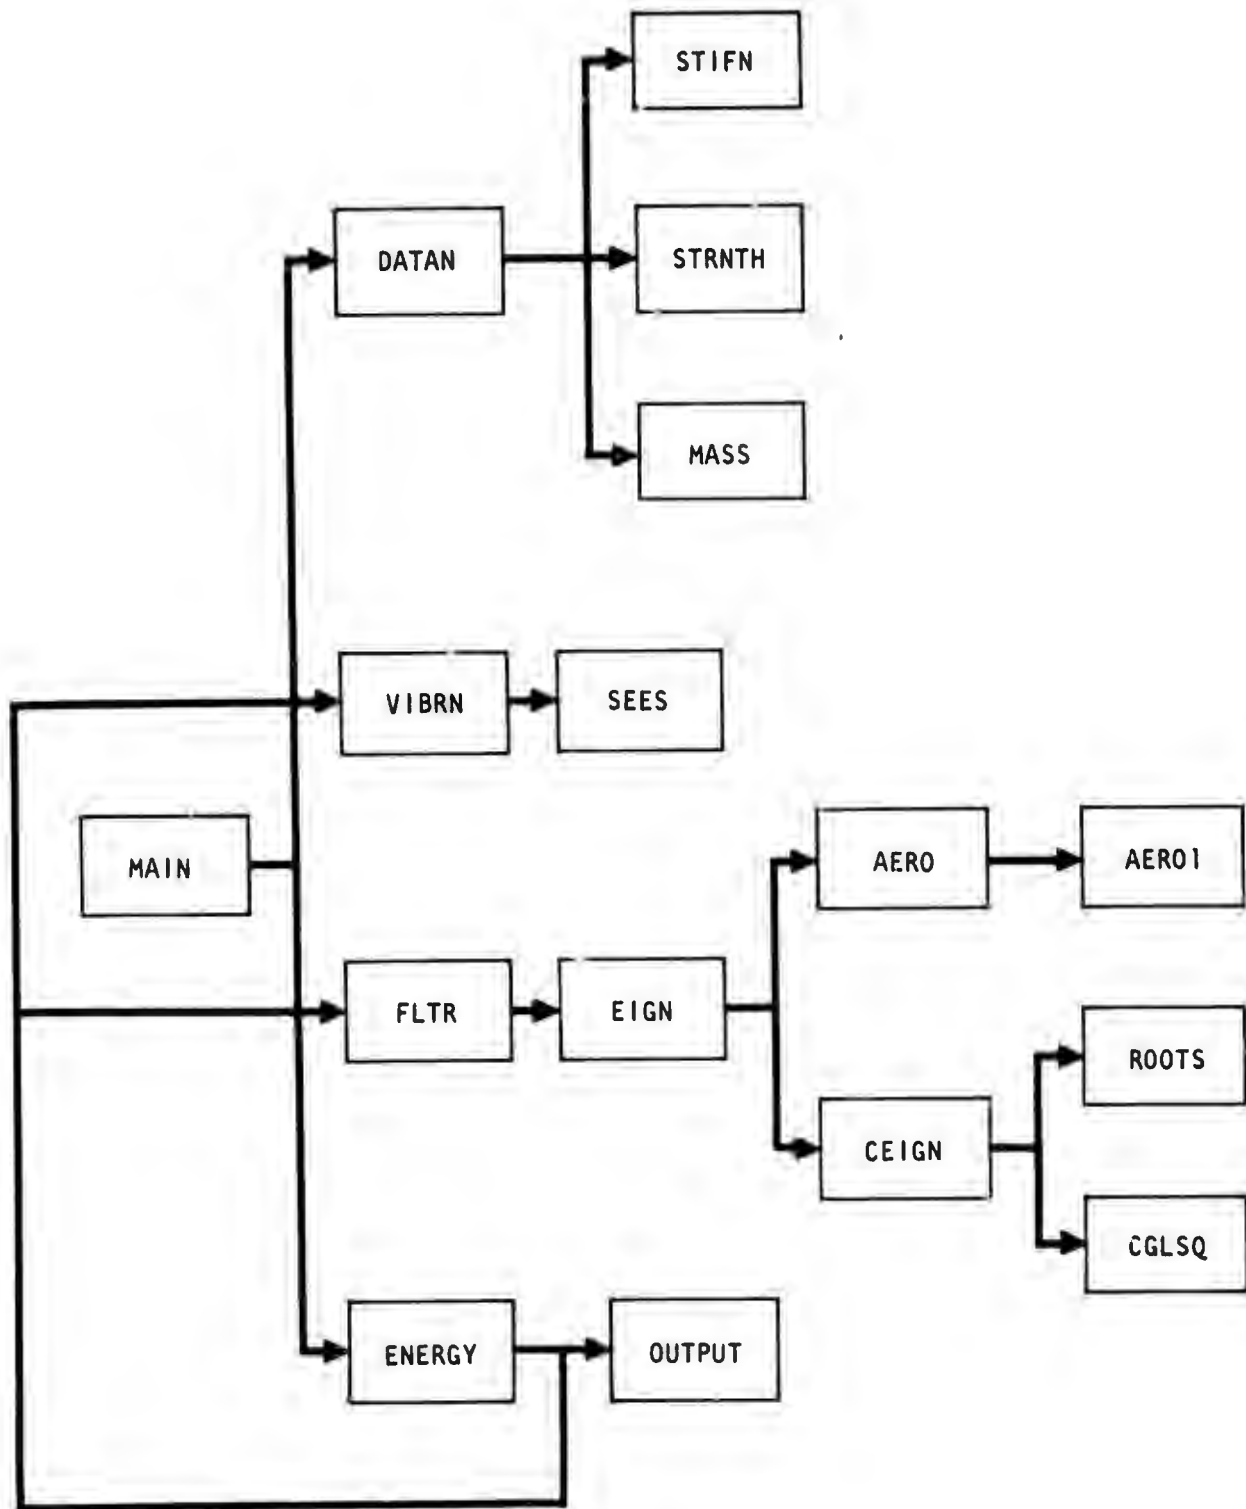 STIFN
DATAN
STRNTH
MASS
VIBRN
SEES
MAIN
AERO
AERO1
FLTR
EIGN
ROOTS
CEIGN
CGLSQ
ENERGY
OUTPUT